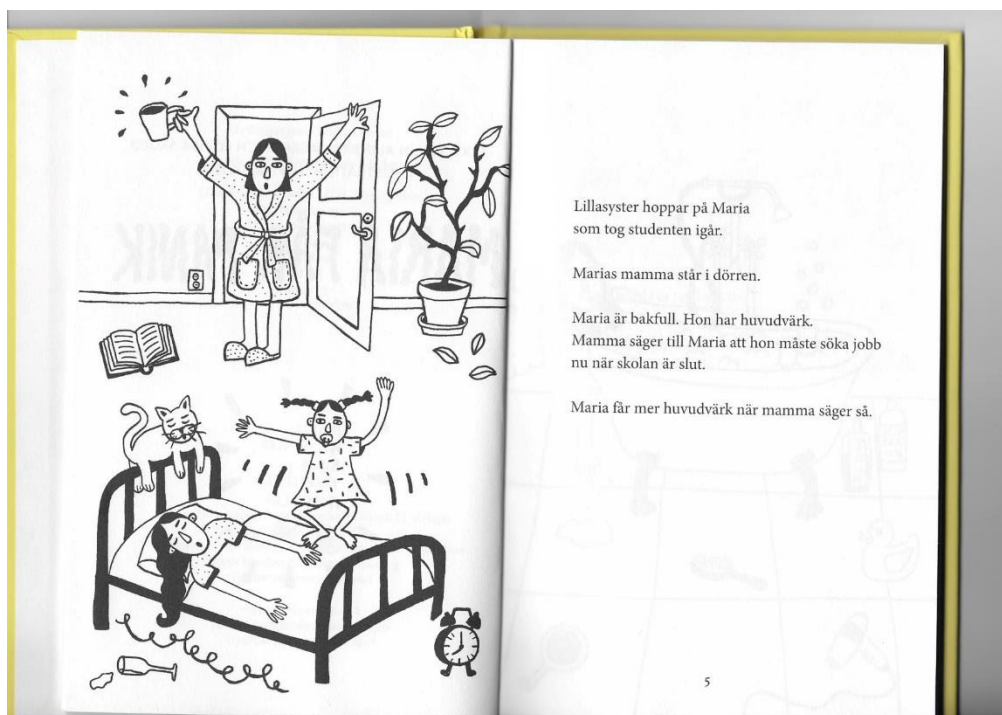 Lillasyster hoppar på Maria
som tog studenten igår.
Marias mamma står i dörren.
Maria är bakfull. Hon har huvudvärk.
Mamma säger till Maria att hon måste söka jobb
nu när skolan är slut.
Maria får mer huvudvärk när mamma säger så.
5